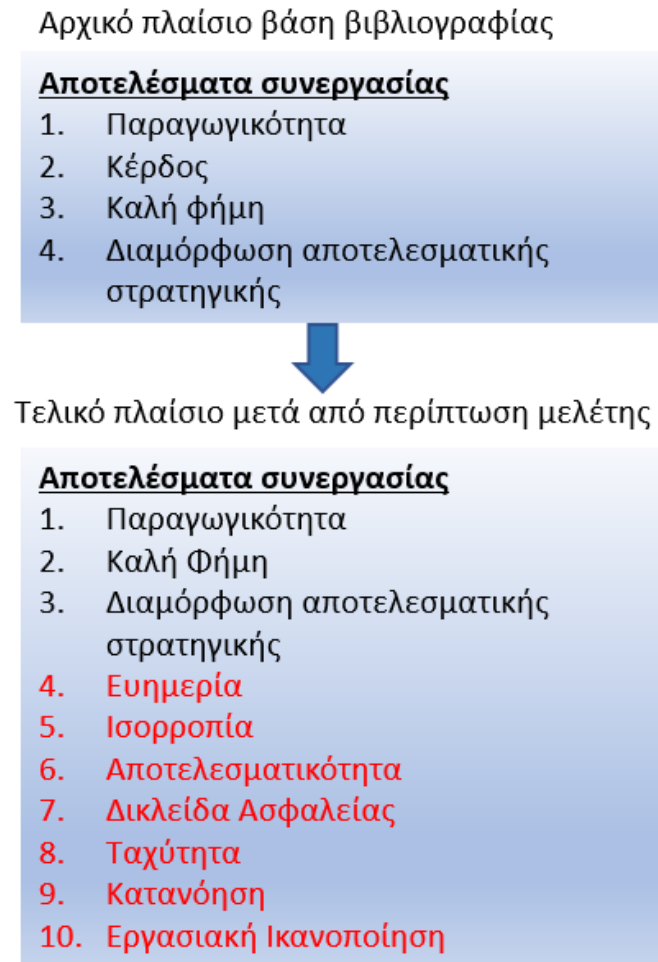 Αρχικό πλαίσιο βάση βιβλιογραφίας
Αποτελέσματα συνεργασίας
1. Παραγωγικότητα
2. Κέρδος
3. Καλή φήμη
4. Διαμόρφωση αποτελεσματικής
στρατηγικής
Τελικό πλαίσιο μετά από περίπτωση μελέτης
Αποτελέσματα συνεργασίας
1. Παραγωγικότητα
2. Καλή Φήμη
3. Διαμόρφωση αποτελεσματικής
στρατηγικής
4. Ευημερία
5. Ισορροπία
6. Αποτελεσματικότητα
7. Δικλείδα Ασφαλείας
8. Ταχύτητα
9. Κατανόηση
10. Εργασιακή Ικανοποίηση